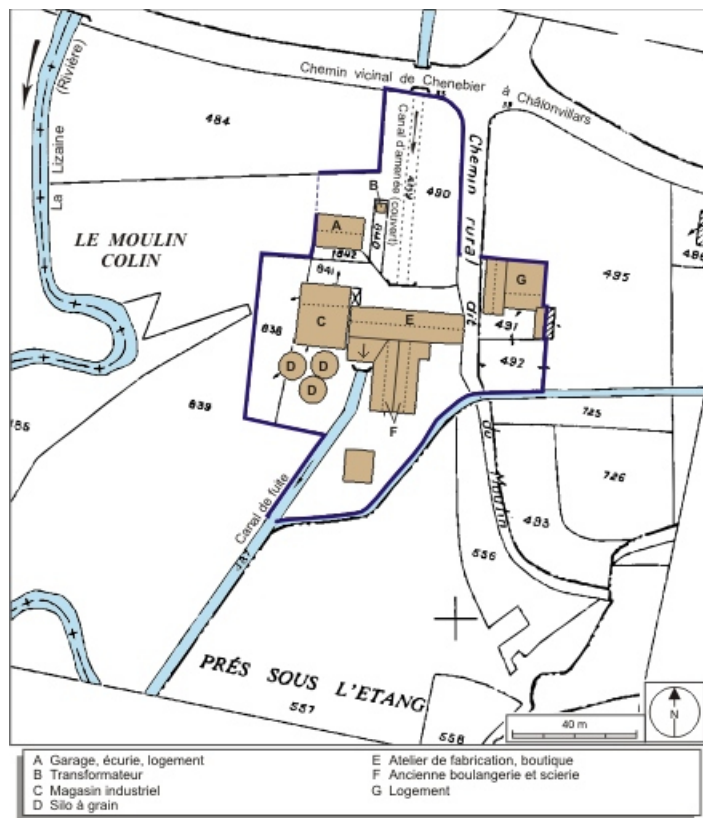 Chemin vicinal de Chenebier
à Châlonvillars
La Lizaine
(Rivière)
484
Canal d'amenée (couvert)
490
Chemin rural dit
du Moulin
B
A
840
842
841
LE MOULIN
COLIN
495
486
G
C
E
838
491
492
D
D
D
839
F
725
726
493
Canal de fuite
556
PRÉS SOUS L'ETANG
557
558
40 m
N
A Garage, écurie, logement
B Transformateur
C Magasin industriel
D Silo à grain
E Atelier de fabrication, boutique
F Ancienne boulangerie et scierie
G Logement